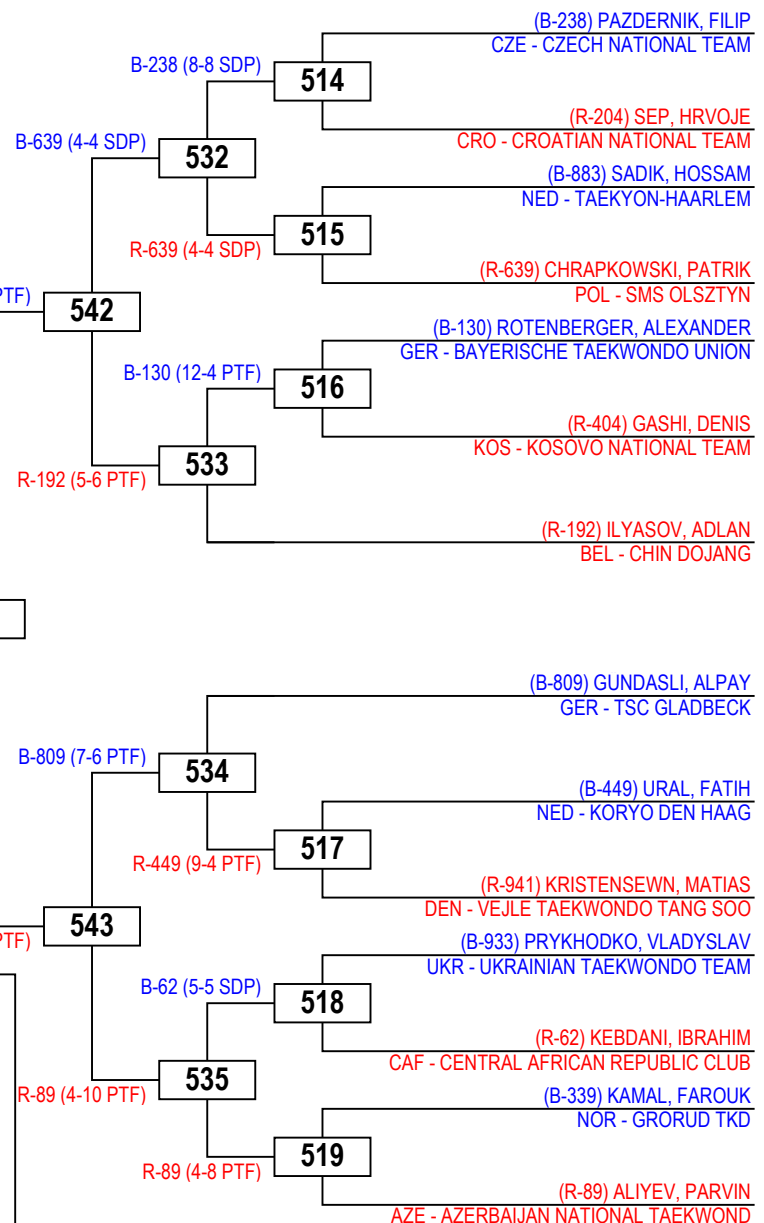 (B-238) PAZDERNIK, FILIP
CZE - CZECH NATIONAL TEAM
B-238 (8-8 SDP)
514
(R-204) SEP, HRVOJE
CRO - CROATIAN NATIONAL TEAM
B-639 (4-4 SDP)
532
(B-883) SADIK, HOSSAM
NED - TAEKYON-HAARLEM
R-639 (4-4 SDP)
515
(R-639) CHRAPKOWSKI, PATRIK
POL - SMS OLSZTYN
PTF)
542
(B-130) ROTENBERGER, ALEXANDER
GER - BAYERISCHE TAEKWONDO UNION
B-130 (12-4 PTF)
516
(R-404) GASHI, DENIS
KOS - KOSOVO NATIONAL TEAM
R-192 (5-6 PTF)
533
(R-192) ILYASOV, ADLAN
BEL - CHIN DOJANG
(B-809) GUNDASLI, ALPAY
GER - TSC GLADBECK
B-809 (7-6 PTF)
534
(B-449) URAL, FATIH
NED - KORYO DEN HAAG
R-449 (9-4 PTF)
517
(R-941) KRISTENSEWN, MATIAS
DEN - VEJLE TAEKWONDO TANG SOO
PTF)
543
(B-933) PRYKHODKO, VLADYSLAV
UKR - UKRAINIAN TAEKWONDO TEAM
B-62 (5-5 SDP)
518
(R-62) KEBDANI, IBRAHIM
CAF - CENTRAL AFRICAN REPUBLIC CLUB
R-89 (4-10 PTF)
535
(B-339) KAMAL, FAROUK
NOR - GRORUD TKD
R-89 (4-8 PTF)
519
(R-89) ALIYEV, PARVIN
AZE - AZERBAIJAN NATIONAL TAEKWOND